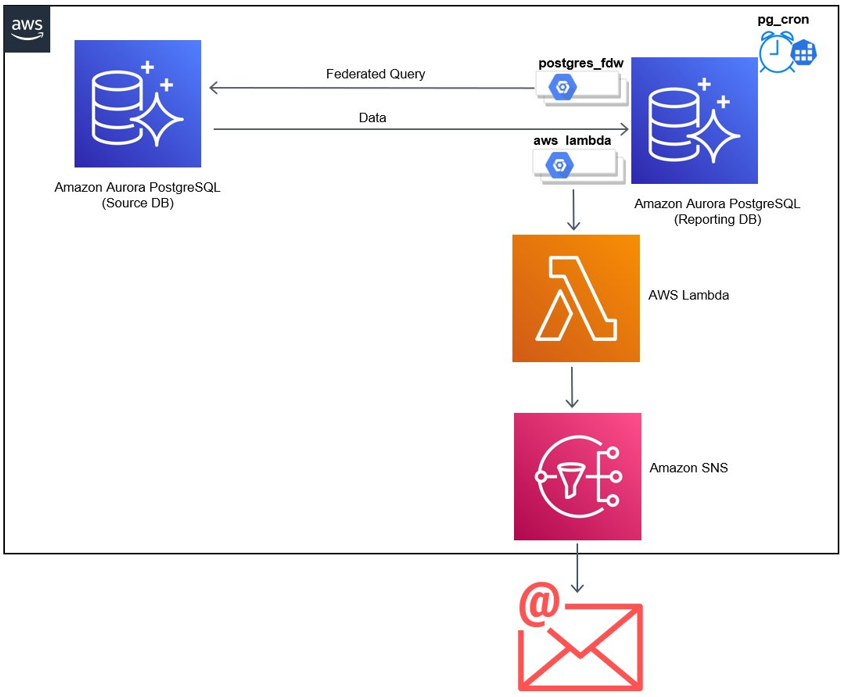 aws
pg_cron
postgres_fdw
Federated Query
Data
aws_lambda
Amazon Aurora PostgreSQL
(Source DB)
Amazon Aurora PostgreSQL
(Reporting DB)
AWS Lambda
Amazon SNS
@